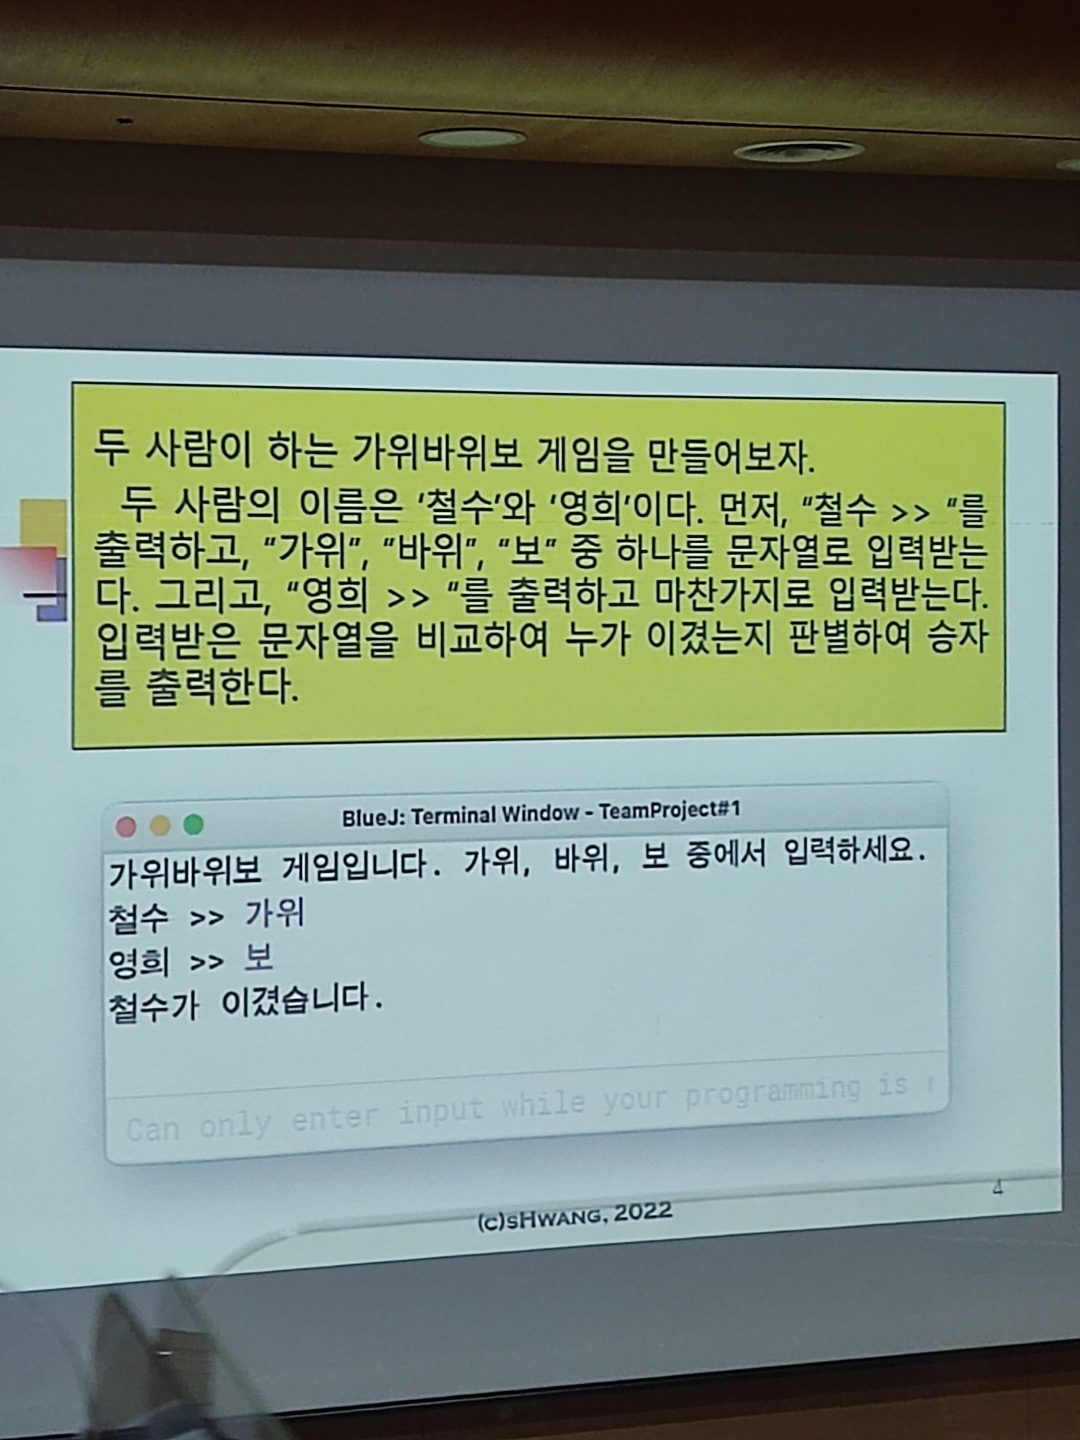 두 사람이 하는 가위바위보 게임을 만들어보자.
두 사람의 이름은 '철수'와 '영희'이다. 먼저, "철수 >> "를
출력하고, "가위", "바위", "보" 중 하나를 문자열로 입력받는
다. 그리고, "영희 >> "를 출력하고 마찬가지로 입력받는다.
입력받은 문자열을 비교하여 누가 이겼는지 판별하여 승자
를 출력한다.
BlueJ: Terminal Window - TeamProject#1
가위바위보 게임입니다. 가위, 바위, 보 중에서 입력하세요.
철수 >> 가위
영희 >> 보
철수가 이겼습니다.
Can only enter input while your programming is
4
(c)sHwang, 2022